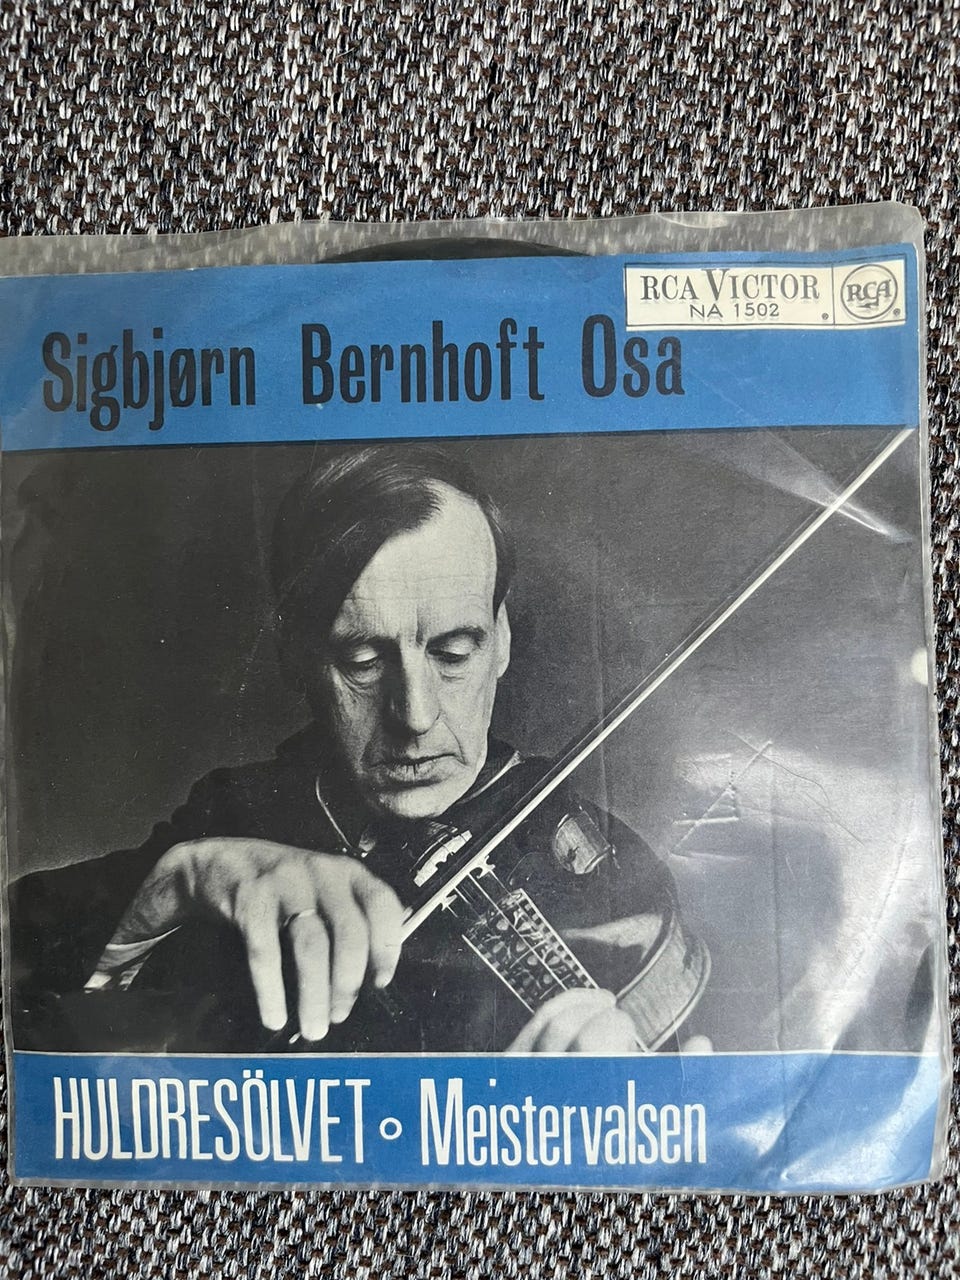 RCA VICTOR
NA 1502
RCA
Sigbjørn Bernhoft Osa
HULDRESÖLVET o Meistervalsen